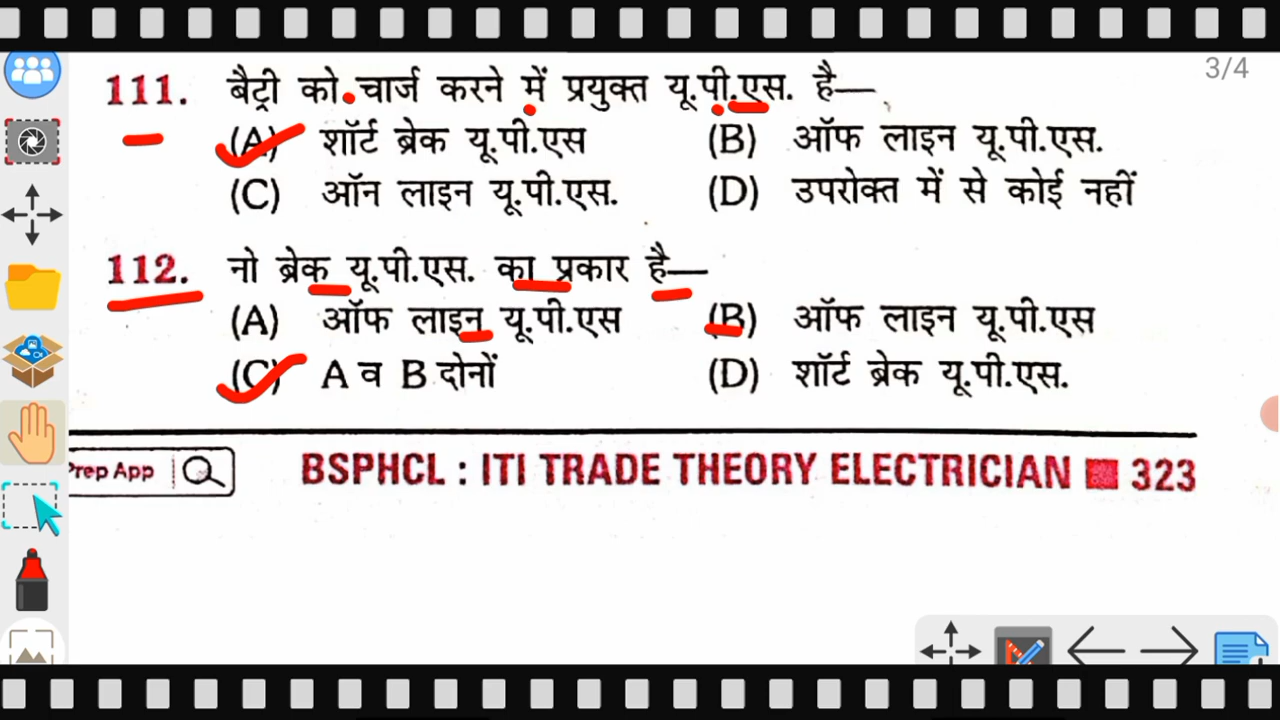 3/4
111. बैट्री को चार्ज करने में प्रयुक्त यू.पी.एस. है—
(A) शॉर्ट ब्रेक यू.पी.एस (B) ऑफ लाइन यू.पी.एस.
(C) ऑन लाइन यू.पी.एस. (D) उपरोक्त में से कोई नहीं
112. नो ब्रेक यू.पी.एस. का प्रकार है—
(A) ऑफ लाइन यू.पी.एस (B) ऑफ लाइन यू.पी.एस
(C) A व B दोनों (D) शॉर्ट ब्रेक यू.पी.एस.
Prep App BSPHCL : ITI TRADE THEORY ELECTRICIAN 323